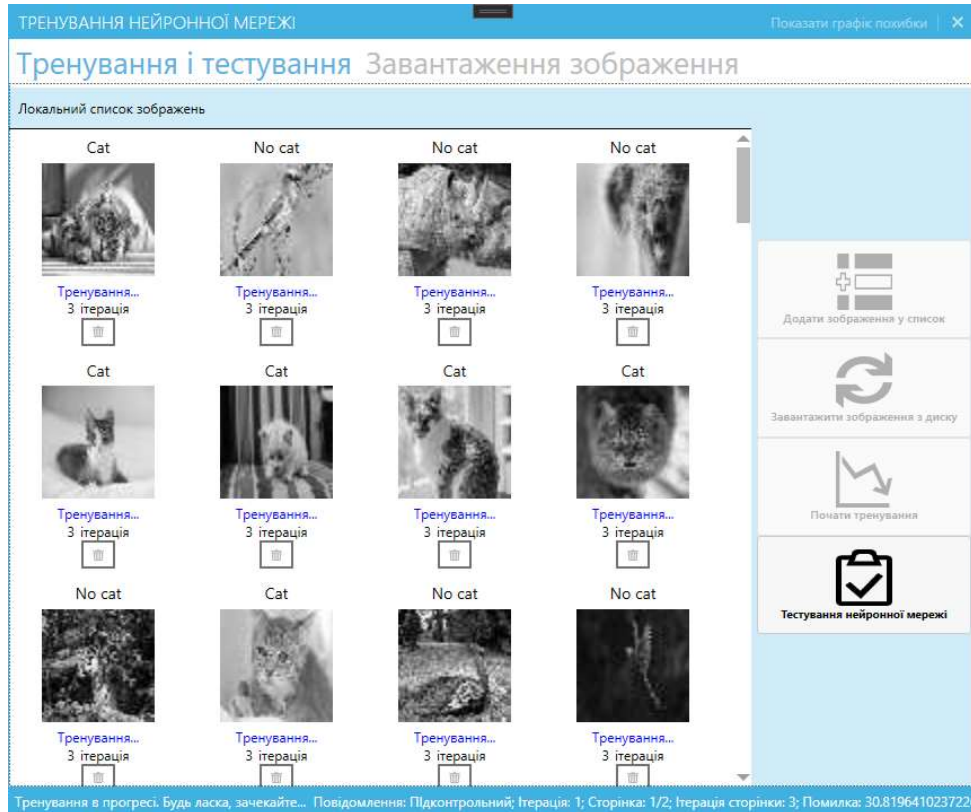 ТРЕНУВАННЯ НЕЙРОННОЇ МЕРЕЖІ Показати графік похибки
Тренування і тестування Завантаження зображення
Локальний список зображень
Cat No cat No cat No cat
Тренування... Тренування... Тренування... Тренування...
3 ітерація 3 ітерація 3 ітерація 3 ітерація
Cat Cat Cat Cat
Тренування... Тренування... Тренування... Тренування...
3 ітерація 3 ітерація 3 ітерація 3 ітерація
No cat Cat No cat No cat
Тренування... Тренування... Тренування... Тренування...
3 ітерація 3 ітерація 3 ітерація 3 ітерація
Додати зображення у список
Завантажити зображення з диску
Почати тренування
Тестування нейронної мережі
Тренування в прогресі. Будь ласка, зачекайте... Повідомлення: Підконтрольний; Ітерація: 1; Сторінка: 1/2; Ітерація сторінки: 3; Помилка: 30.819641023722